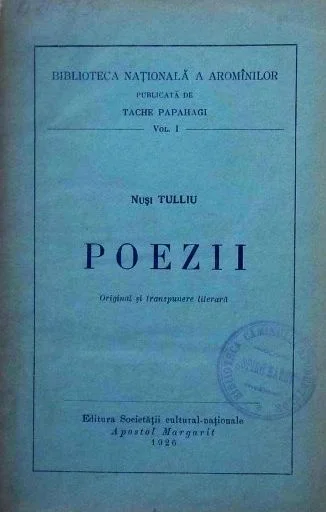 BIBLIOTECA NAȚIONALĂ A AROMÎNILOR
PUBLICATĂ DE
TACHE PAPAHAGI
VOL. I
NUȘI TULLIU
POEZII
Original și transpunere literară
Editura Societății cultural-naționale
Apostol Margarit
1926
BIBLIOTECA